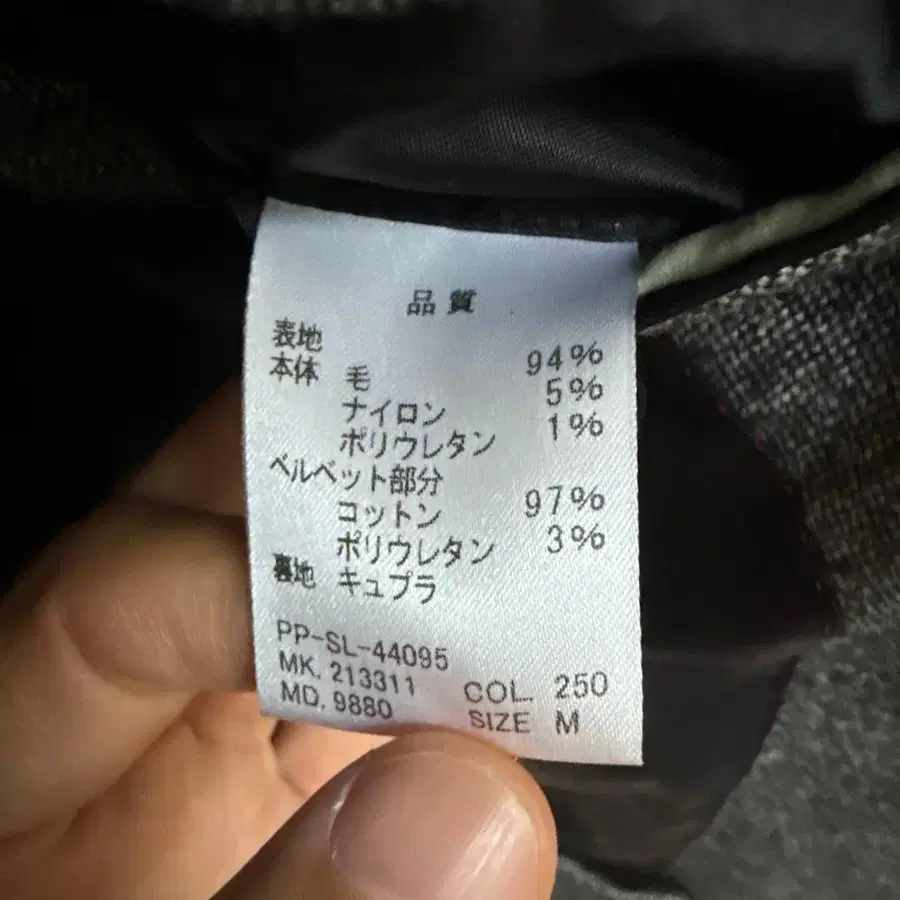 品質
表地
本体 毛 94%
ナイロン 5%
ポリウレタン 1%
ベルベット部分
コットン 97%
ポリウレタン 3%
裏地 キュプラ
PP-SL-44095
MK. 213311 COL. 250
MD. 9880 SIZE M